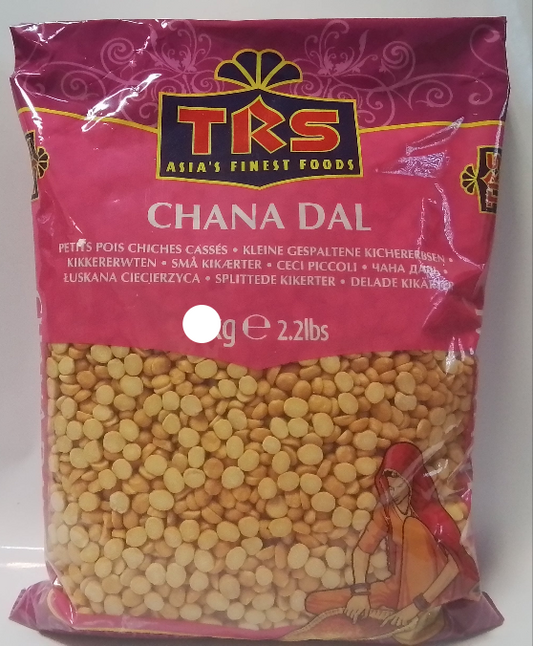 TRS
ASIA'S FINEST FOODS
CHANA DAL
PETITS POIS CHICHES CASSÉS • KLEINE GESPALTENE KICHERERBSEN •
KIKKERERWTEN • SMÅ KIKÆRTER • CECI PICCOLI • ЧАНА
ŁUSKANA CIECIERZYCA • SPLITTEDE KIKERTER • DELADE
kg ℮ 2.2lbs